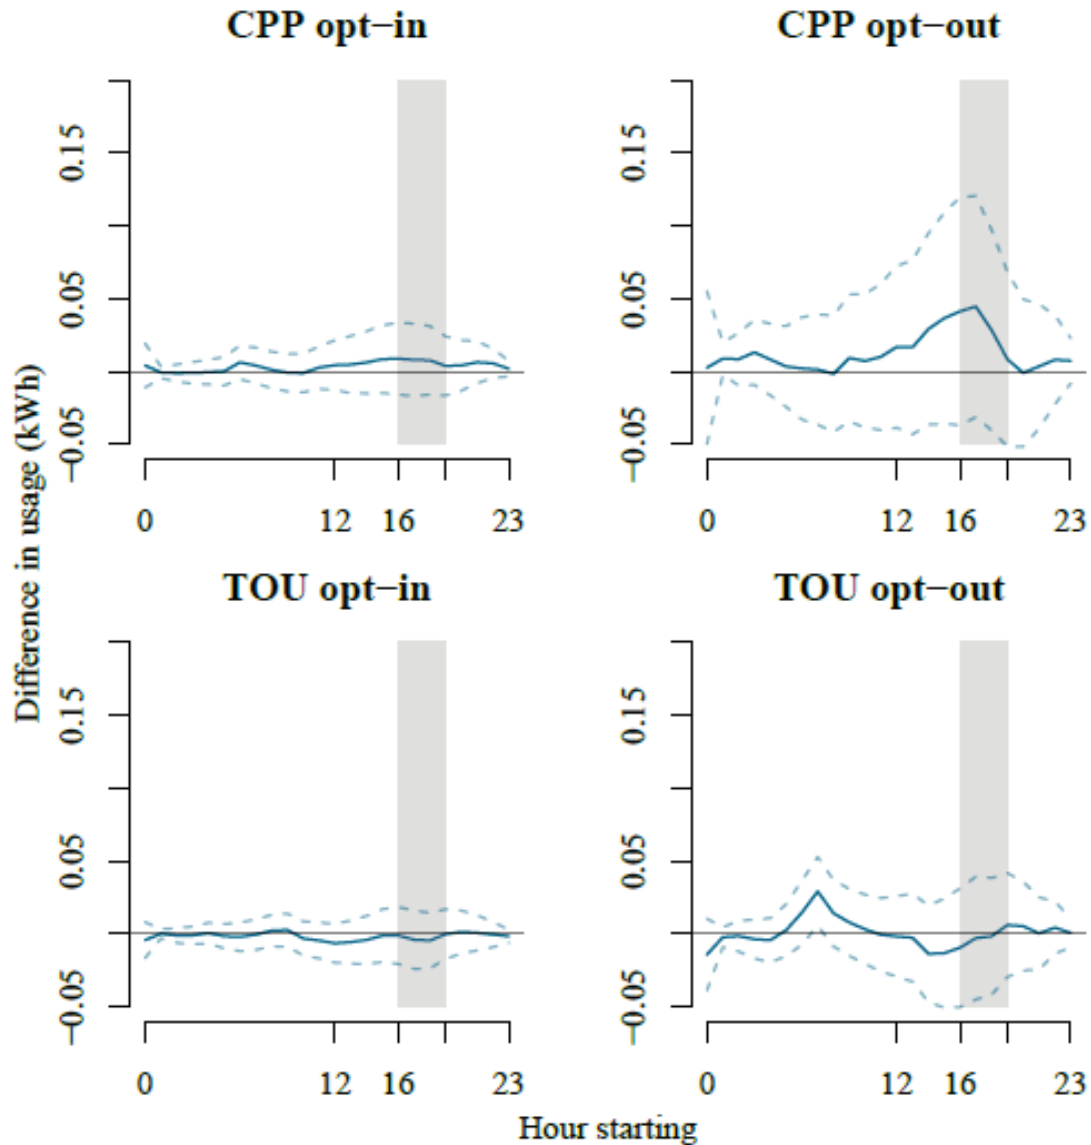 CPP opt−in
CPP opt−out
0.15
0.05
−0.05
0 12 16 23
0.15
0.05
−0.05
0 12 16 23
TOU opt−in
TOU opt−out
0.15
0.05
−0.05
0 12 16 23
0.15
0.05
−0.05
0 12 16 23
Difference in usage (kWh)
Hour starting